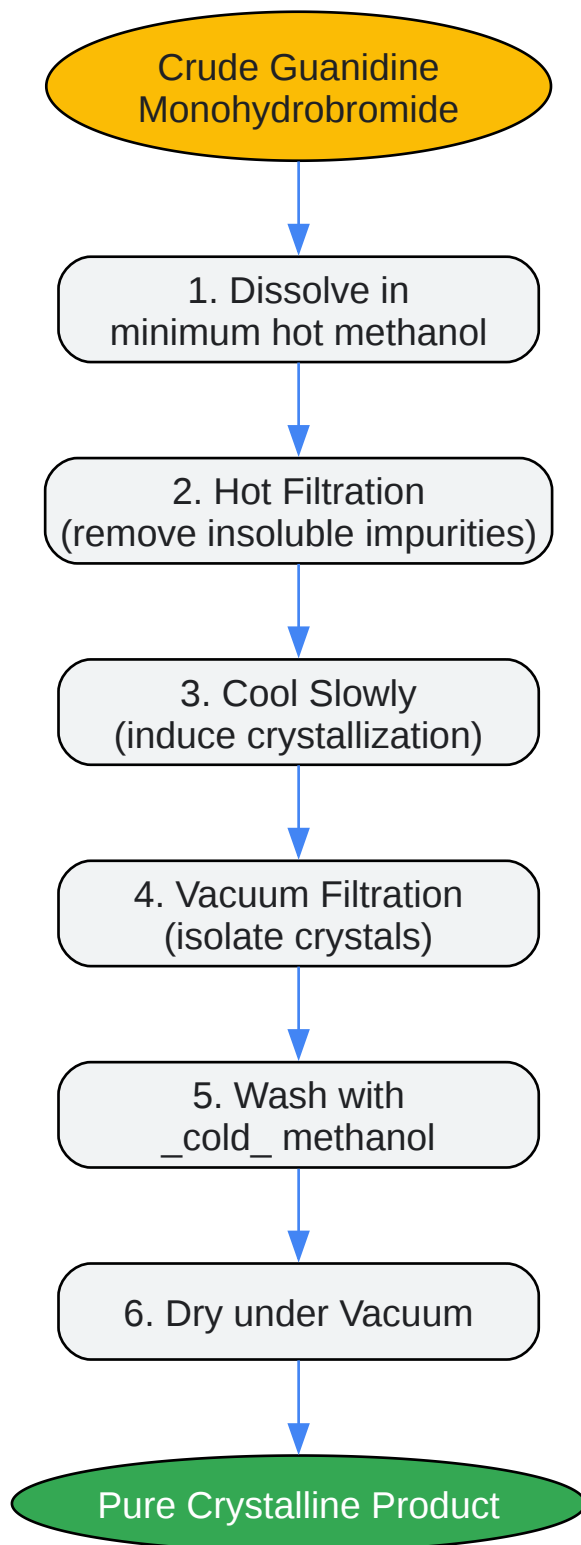 Crude Guanidine
Monohydrobromide
1. Dissolve in
minimum hot methanol
2. Hot Filtration
(remove insoluble impurities)
3. Cool Slowly
(induce crystallization)
4. Vacuum Filtration
(isolate crystals)
5. Wash with
_cold_ methanol
6. Dry under Vacuum
Pure Crystalline Product